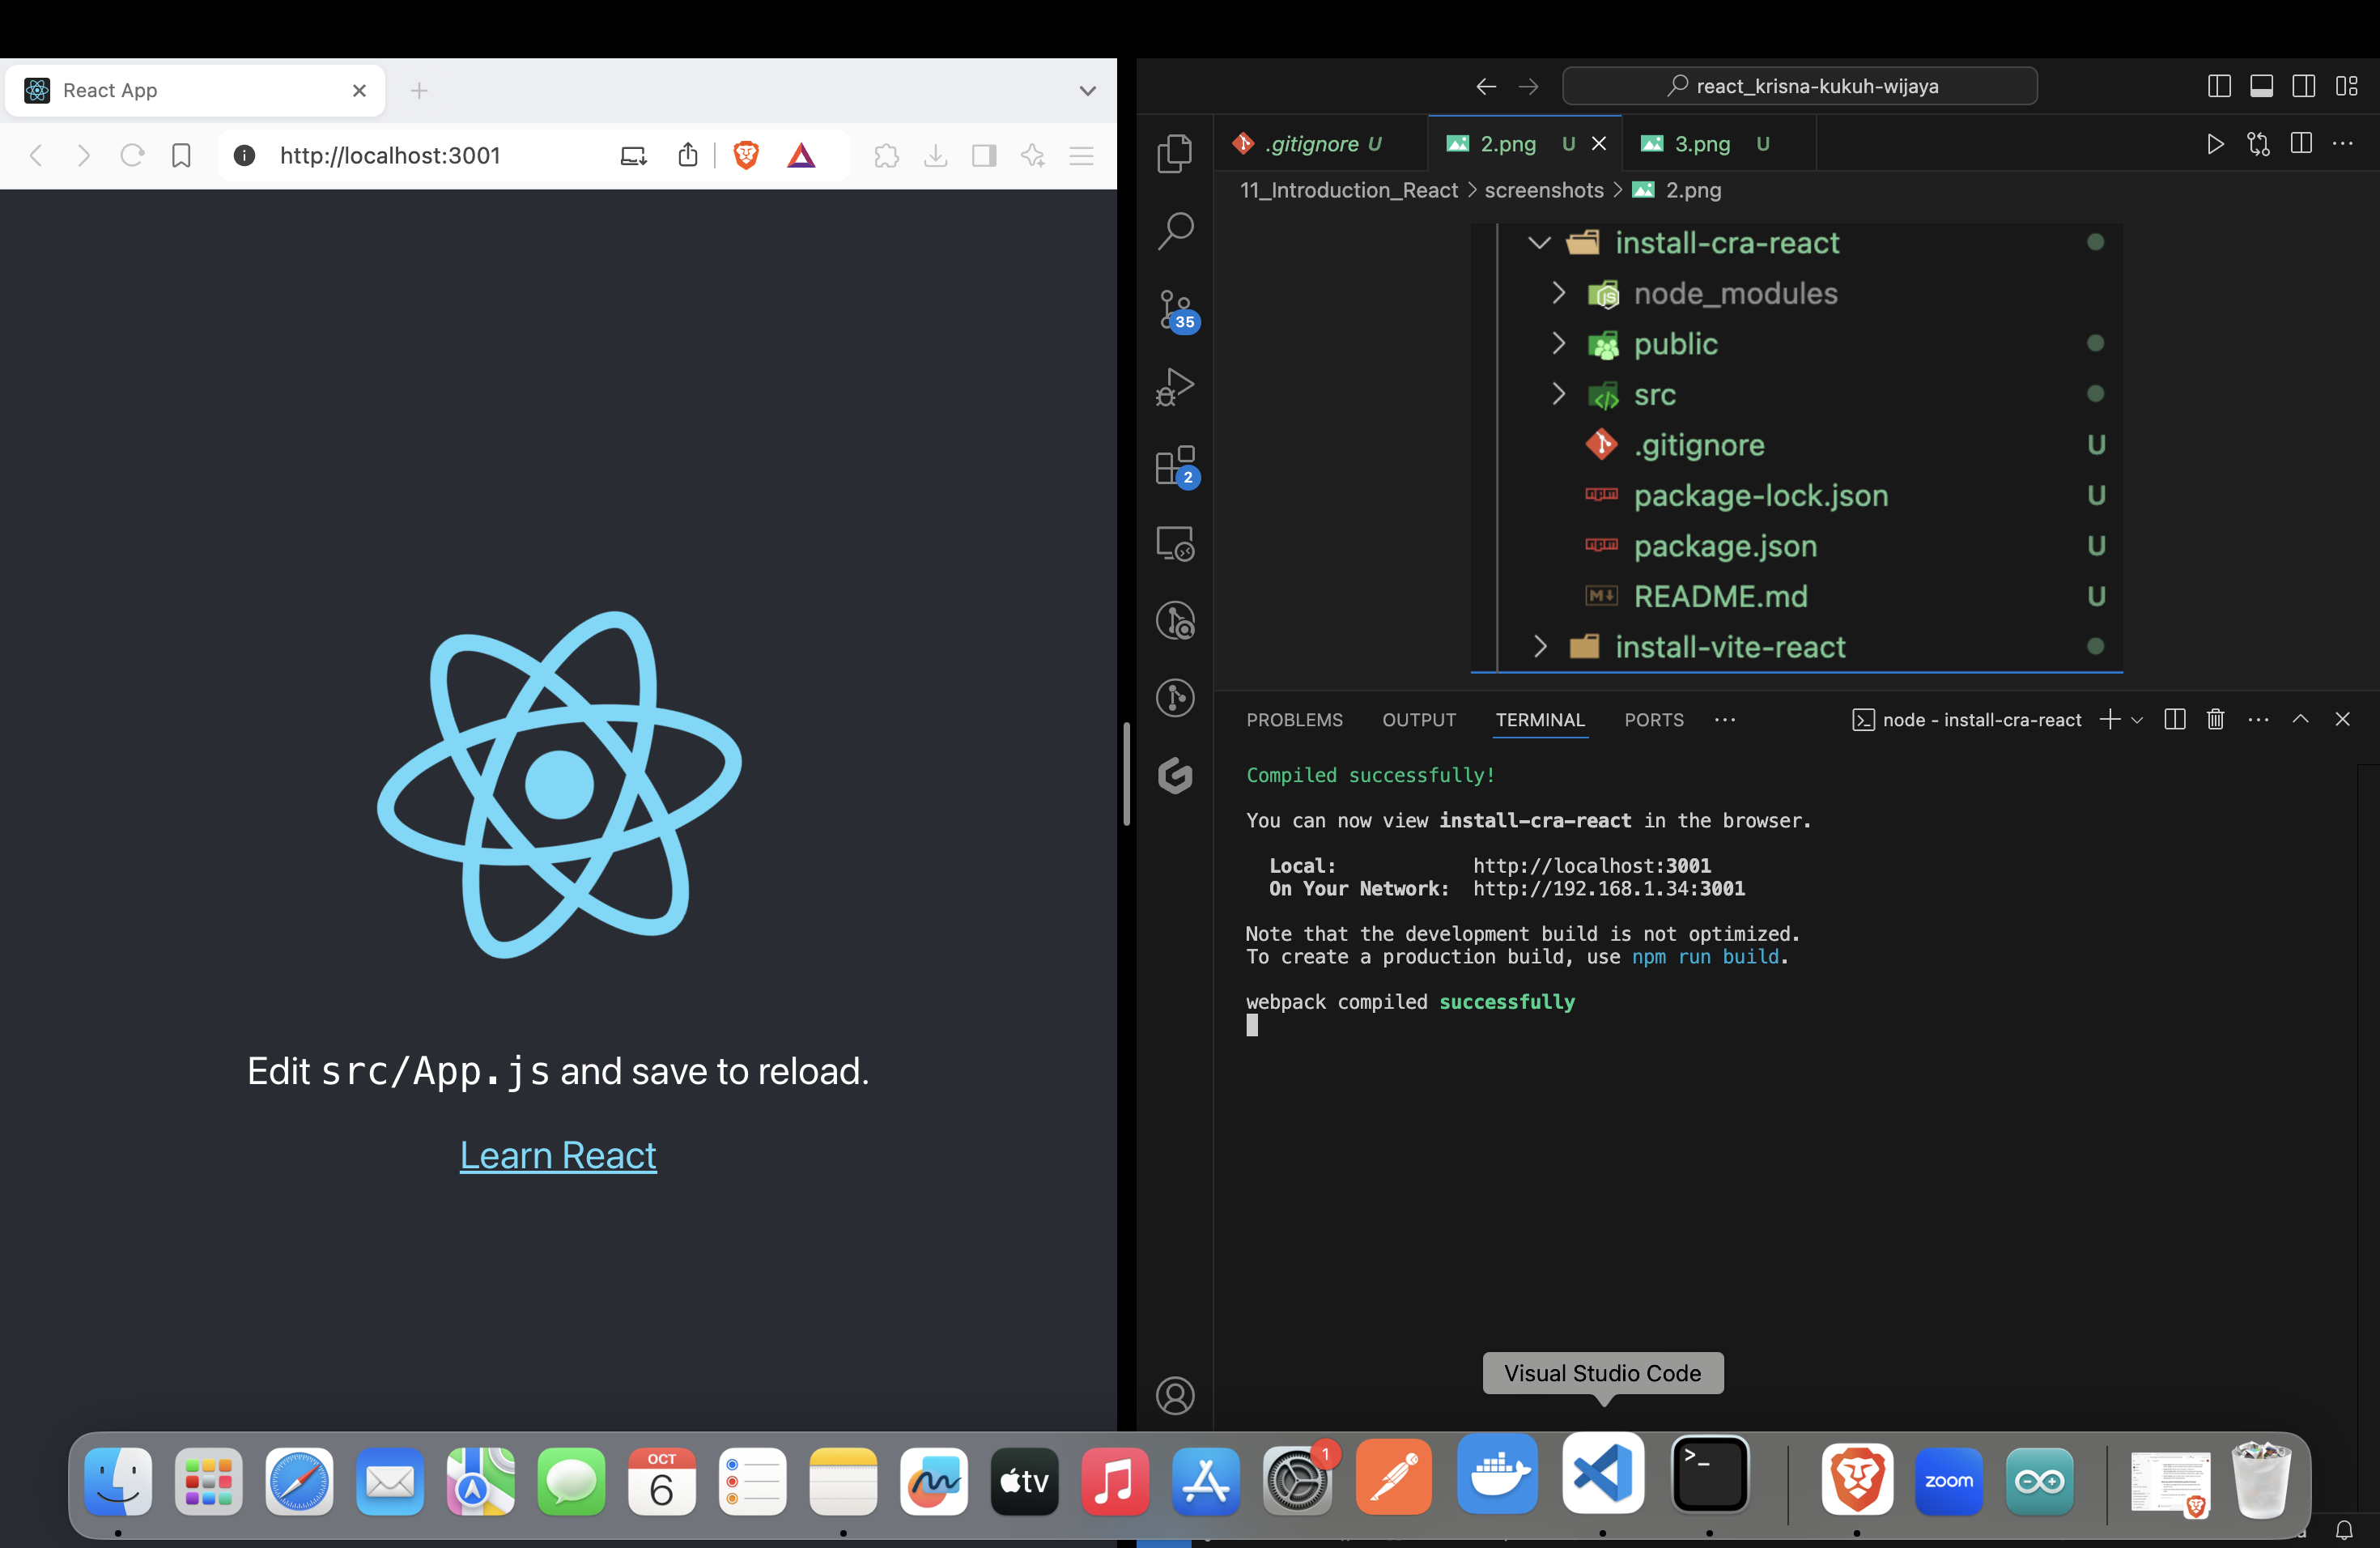 React App
http://localhost:3001
Edit src/App.js and save to reload.
Learn React
react_krisna-kukuh-wijaya
.gitignore U
2.png U
3.png U
11_Introduction_React > screenshots > 2.png
35
2
install-cra-react
node_modules
JS
public
src
.gitignore U
package-lock.json U
package.json U
README.md U
install-vite-react
PROBLEMS OUTPUT TERMINAL PORTS
node - install-cra-react
Compiled successfully!
You can now view install-cra-react in the browser.
Local: http://localhost:3001
On Your Network: http://192.168.1.34:3001
Note that the development build is not optimized.
To create a production build, use npm run build.
webpack compiled successfully
Visual Studio Code
OCT
6
tv
1
zoom